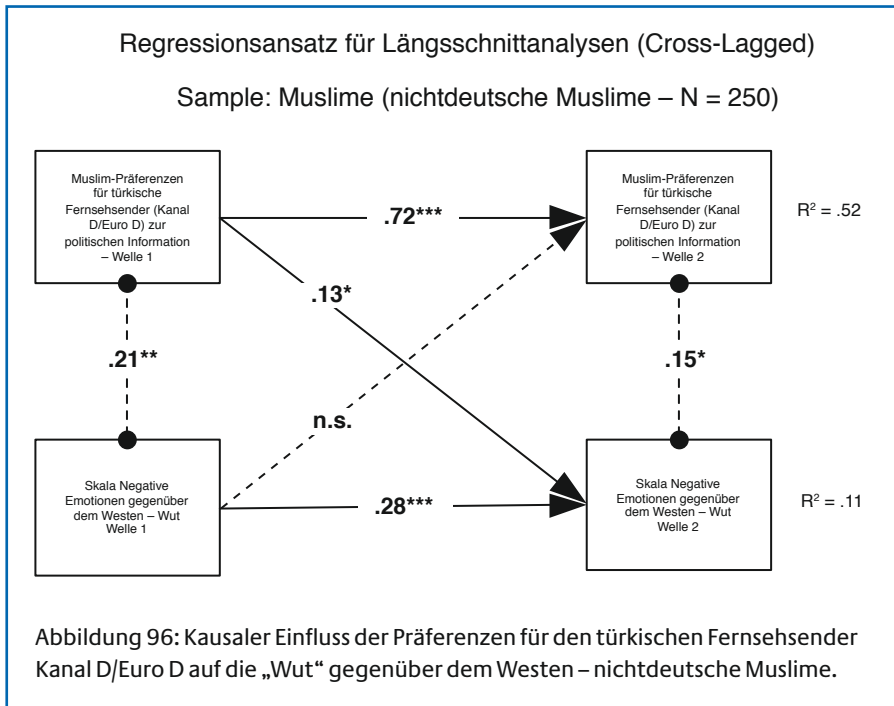 Regressionsansatz für Längsschnittanalysen (Cross-Lagged)
Sample: Muslime (nichtdeutsche Muslime – N = 250)
Muslim-Präferenzen
für türkische
Fernsehsender (Kanal
D/Euro D) zur
politischen Information
– Welle 1
.72***
Muslim-Präferenzen
für türkische
Fernsehsender (Kanal
D/Euro D) zur
politischen Information
– Welle 2
R² = .52
.13*
.21**
.15*
n.s.
Skala Negative
Emotionen gegenüber
dem Westen – Wut
Welle 1
.28***
Skala Negative
Emotionen gegenüber
dem Westen – Wut
Welle 2
R² = .11
Abbildung 96: Kausaler Einfluss der Präferenzen für den türkischen Fernsehsender
Kanal D/Euro D auf die „Wut“ gegenüber dem Westen – nichtdeutsche Muslime.